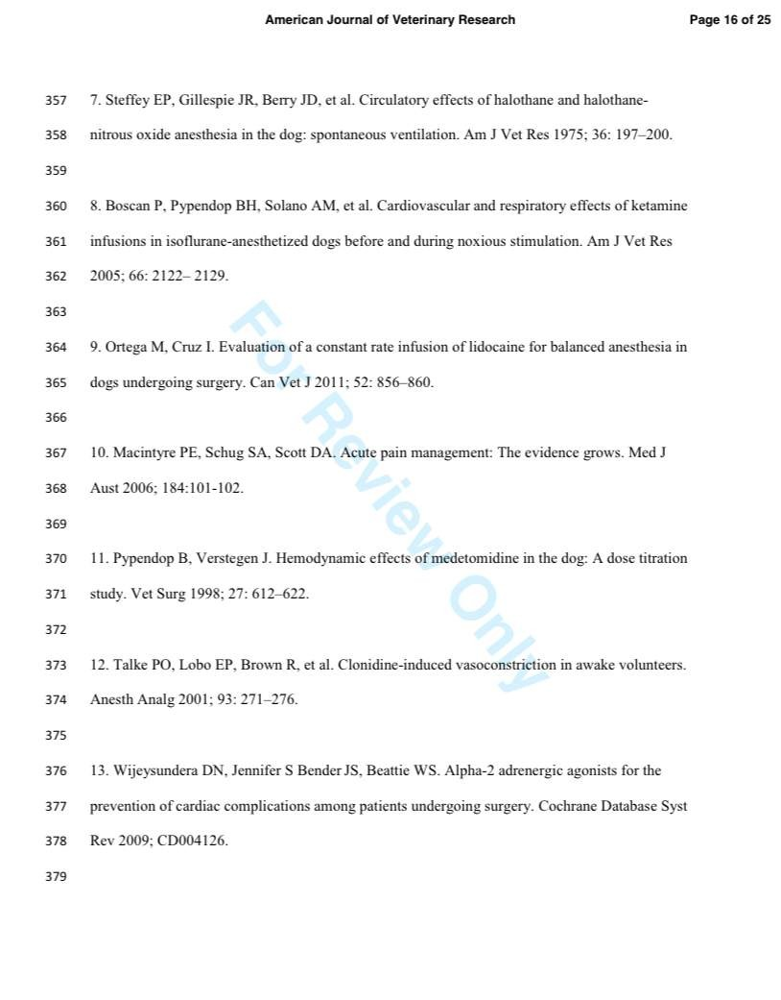 American Journal of Veterinary Research Page 16 of 25
357 7. Steffey EP, Gillespie JR, Berry JD, et al. Circulatory effects of halothane and halothane-
358 nitrous oxide anesthesia in the dog: spontaneous ventilation. Am J Vet Res 1975; 36: 197–200.
359
360 8. Boscan P, Pypendop BH, Solano AM, et al. Cardiovascular and respiratory effects of ketamine
361 infusions in isoflurane-anesthetized dogs before and during noxious stimulation. Am J Vet Res
362 2005; 66: 2122– 2129.
363
364 9. Ortega M, Cruz I. Evaluation of a constant rate infusion of lidocaine for balanced anesthesia in
365 dogs undergoing surgery. Can Vet J 2011; 52: 856–860.
366
367 10. Macintyre PE, Schug SA, Scott DA. Acute pain management: The evidence grows. Med J
368 Aust 2006; 184:101-102.
369
370 11. Pypendop B, Verstegen J. Hemodynamic effects of medetomidine in the dog: A dose titration
371 study. Vet Surg 1998; 27: 612–622.
372
373 12. Talke PO, Lobo EP, Brown R, et al. Clonidine-induced vasoconstriction in awake volunteers.
374 Anesth Analg 2001; 93: 271–276.
375
376 13. Wijeysundera DN, Jennifer S Bender JS, Beattie WS. Alpha-2 adrenergic agonists for the
377 prevention of cardiac complications among patients undergoing surgery. Cochrane Database Syst
378 Rev 2009; CD004126.
379
For Review Only